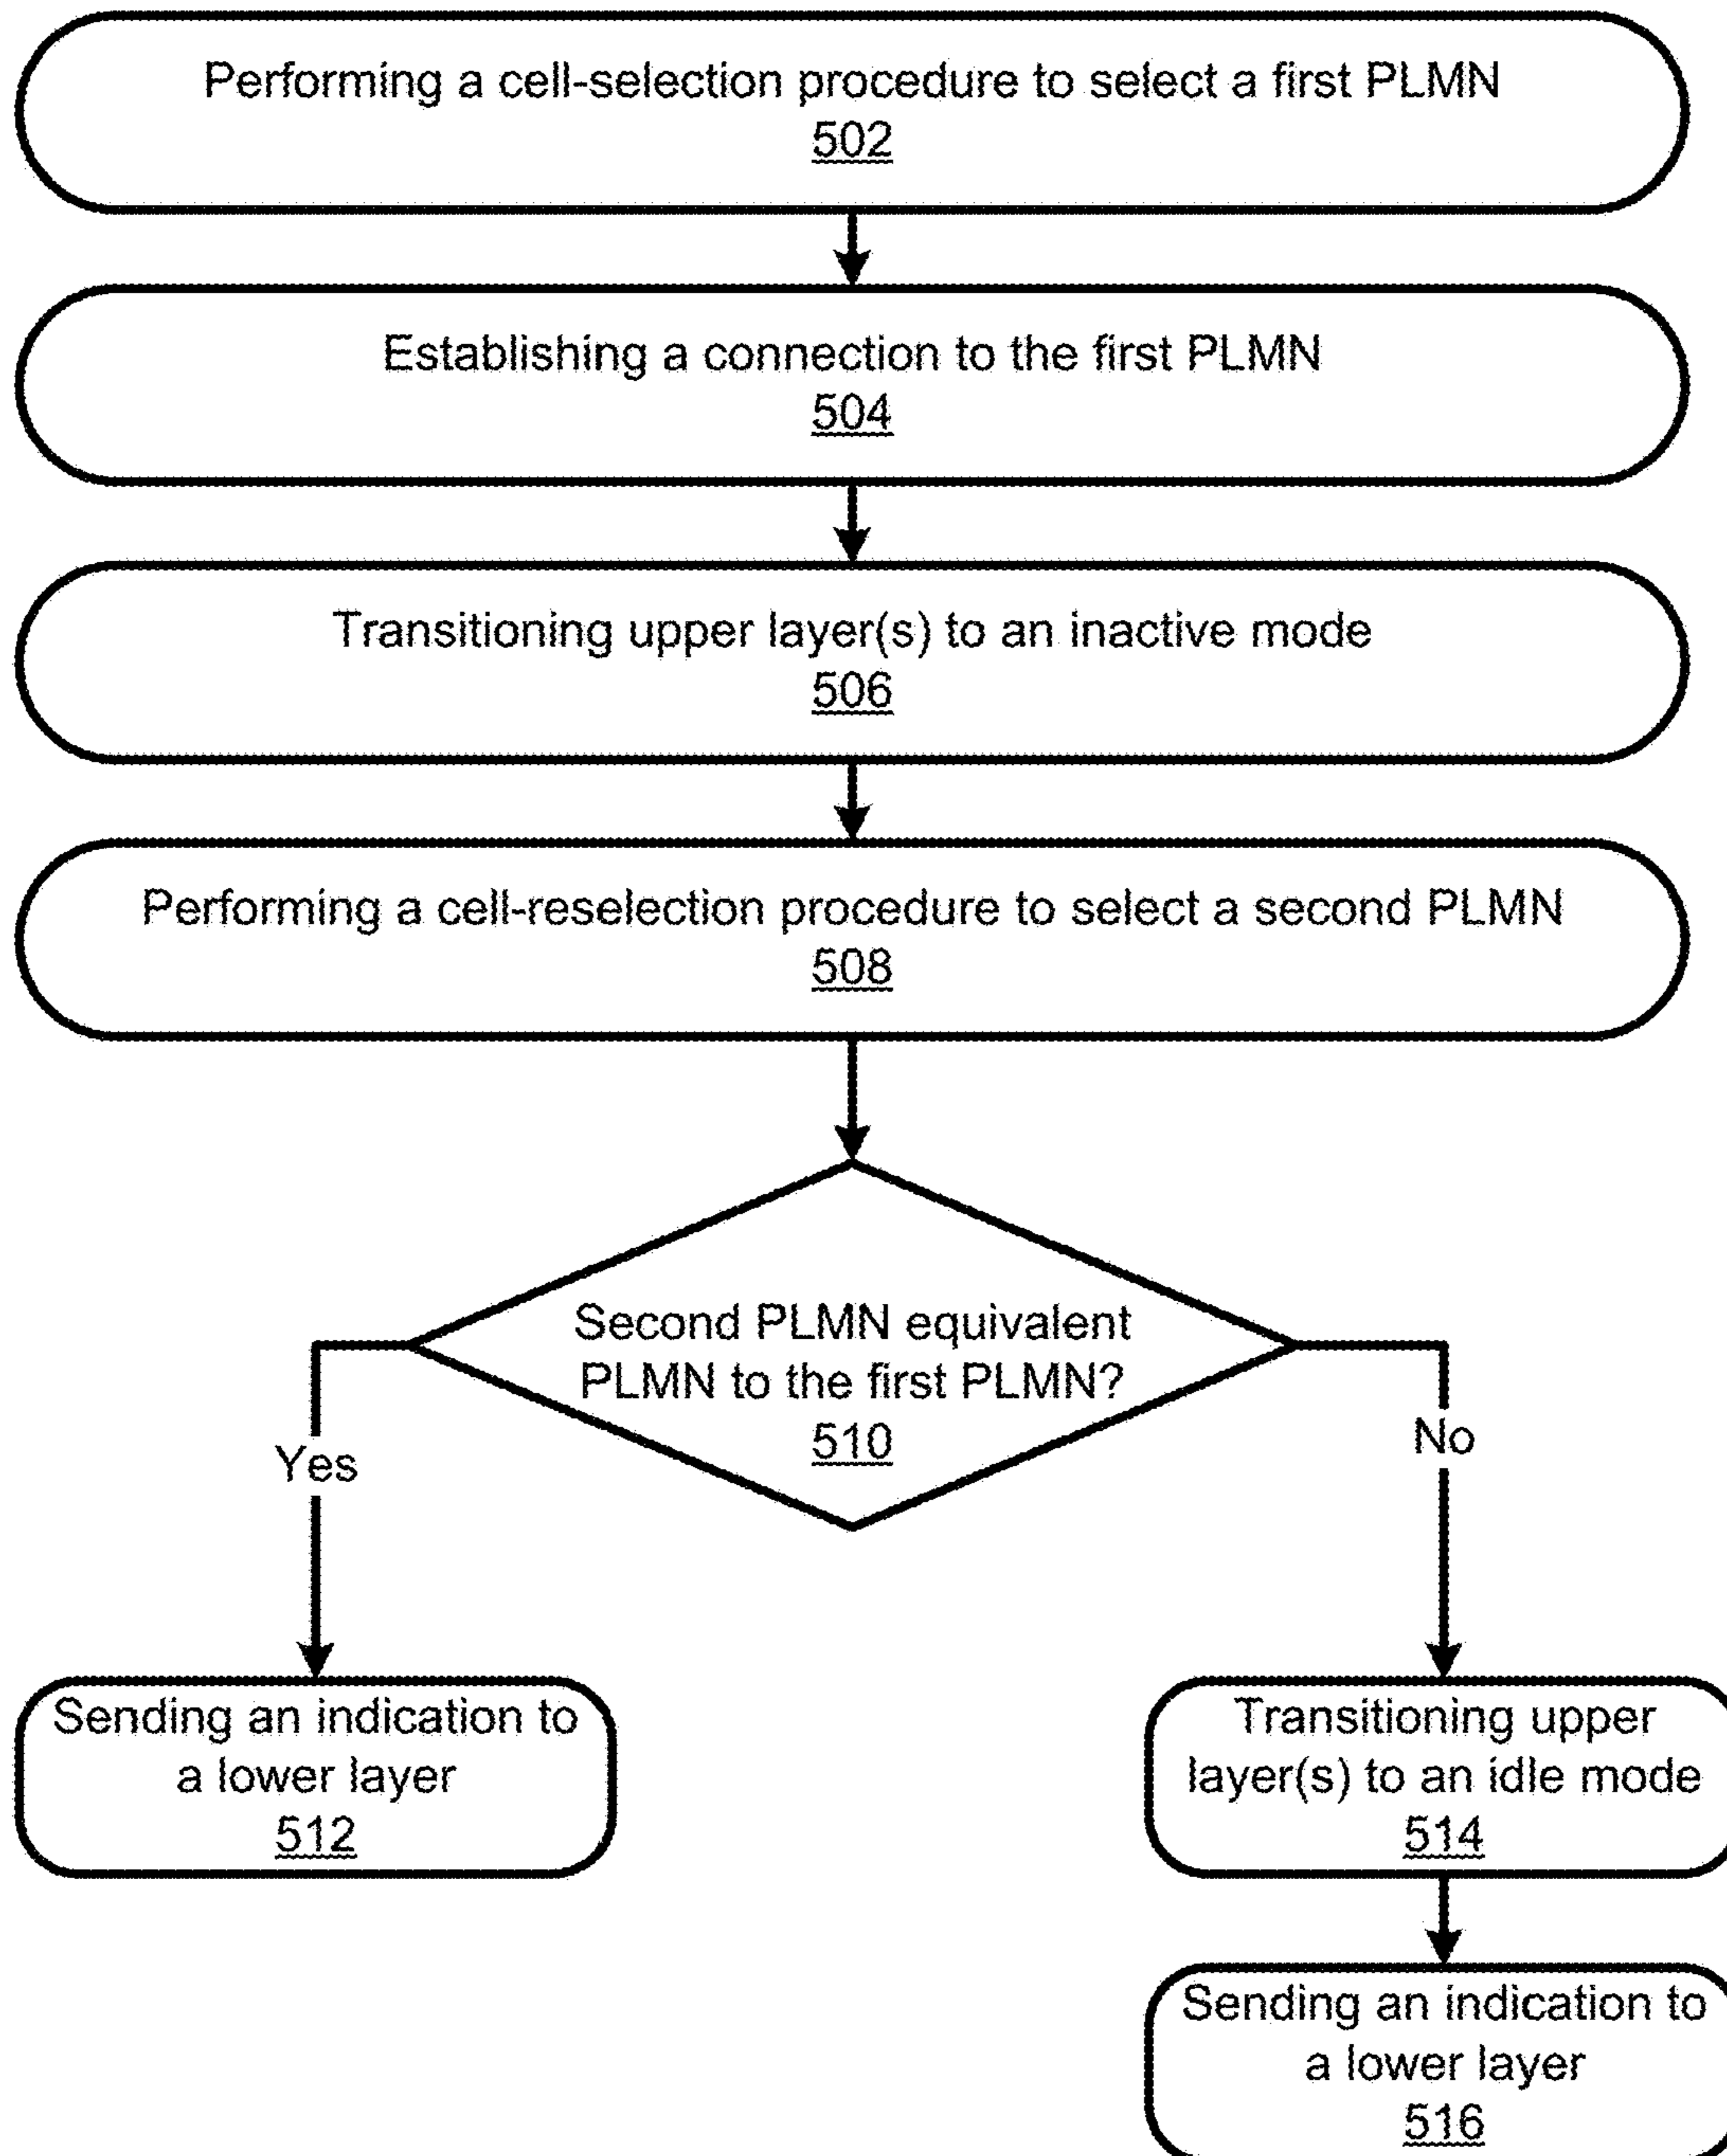 Performing a cell-selection procedure to select a first PLMN
502
Establishing a connection to the first PLMN
504
Transitioning upper layer(s) to an inactive mode
506
Performing a cell-reselection procedure to select a second PLMN
508
Second PLMN equivalent
PLMN to the first PLMN?
510
Yes
No
Sending an indication to
a lower layer
512
Transitioning upper
layer(s) to an idle mode
514
Sending an indication to
a lower layer
516